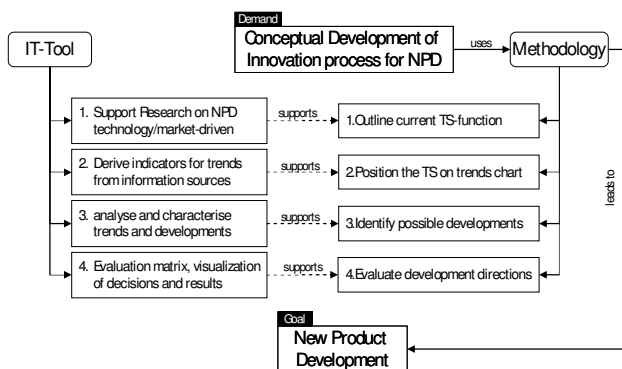 Demand
IT-Tool
Conceptual Development of
Innovation process for NPD
uses
Methodology
1. Support Research on NPD
technology/market-driven
supports
1.Outline current TS-function
2. Derive indicators for trends
from information sources
supports
2.Position the TS on trends chart
leads to
3. analyse and characterise
trends and developments
supports
3.Identify possible developments
4. Evaluation matrix, visualization
of decisions and results
supports
4.Evaluate development directions
Goal
New Product
Development